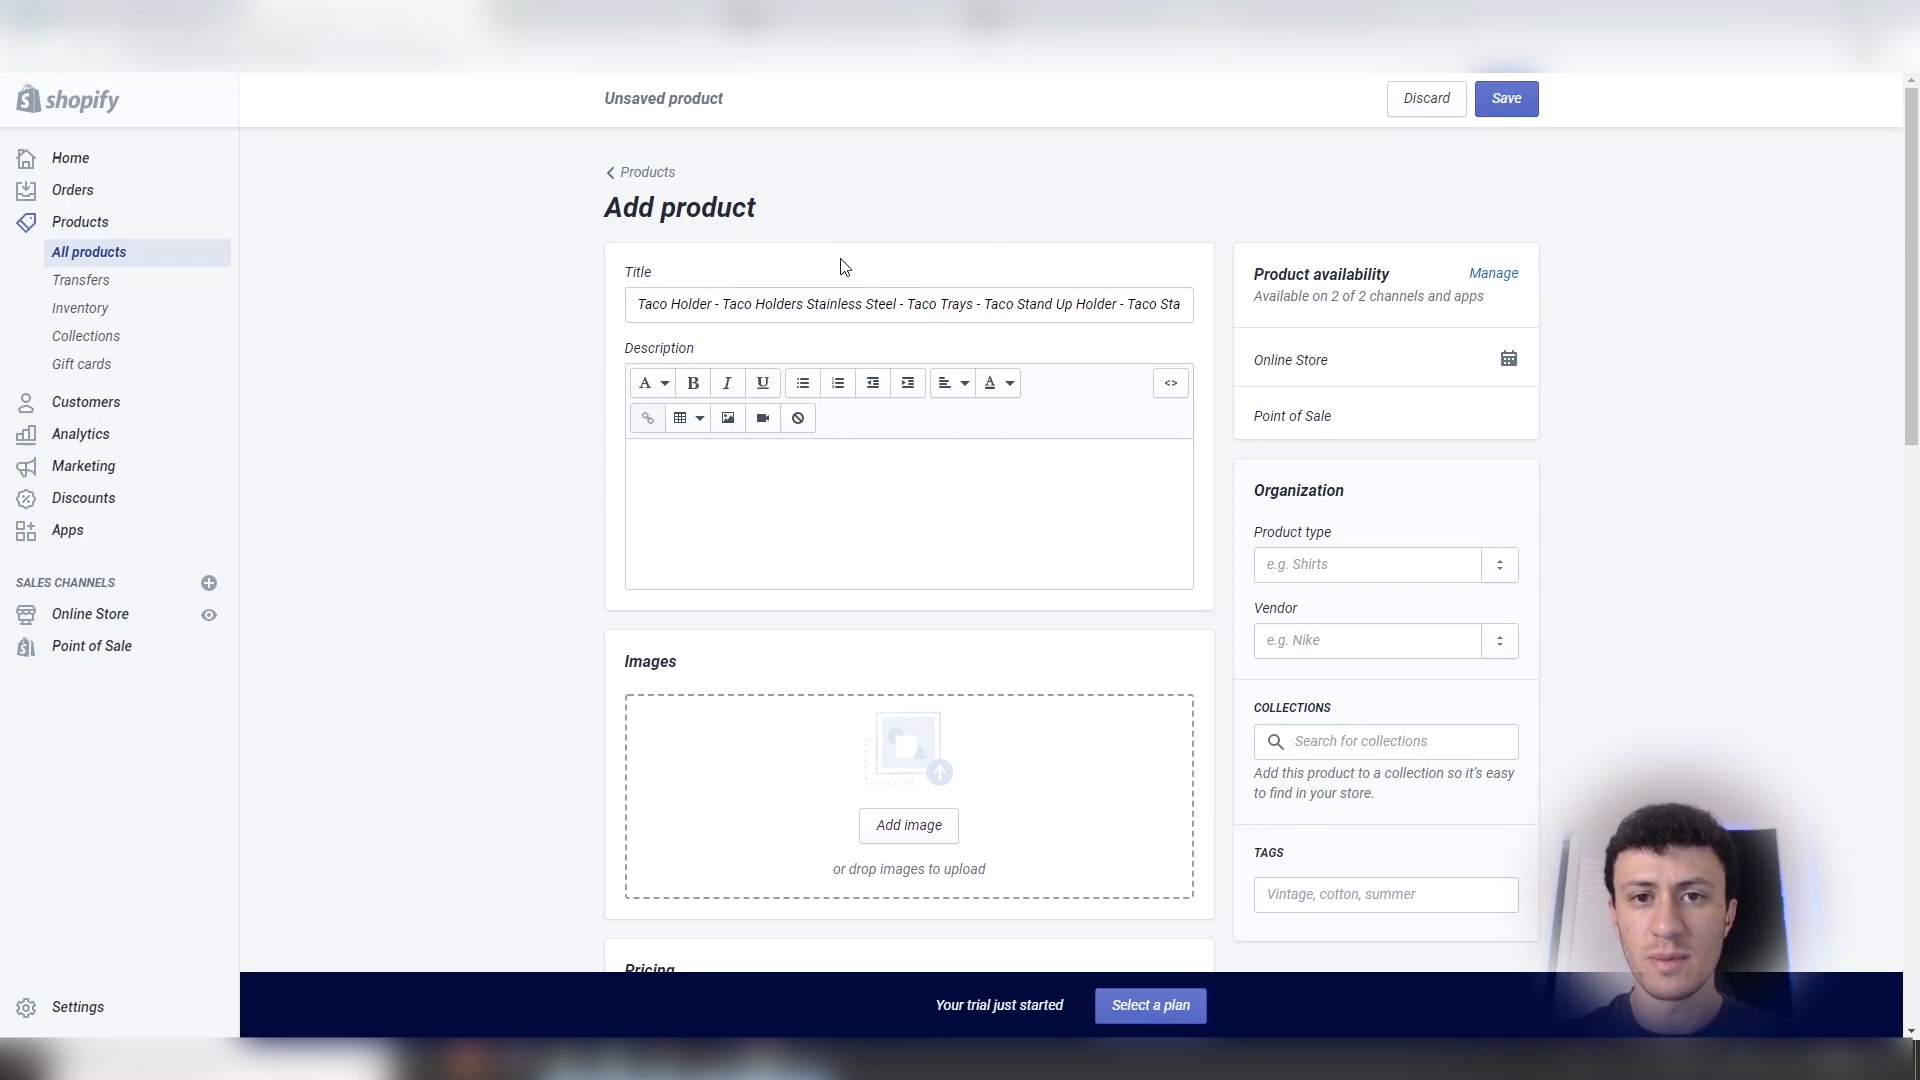 shopify
Unsaved product
Discard
Save
Home
Orders
Products
All products
Transfers
Inventory
Collections
Gift cards
Customers
Analytics
Marketing
Discounts
Apps
SALES CHANNELS
Online Store
Point of Sale
Settings
Products
Add product
Title
Taco Holder - Taco Holders Stainless Steel - Taco Trays - Taco Stand Up Holder - Taco Sta
Description
A B I U A <>
Images
Add image
or drop images to upload
Pricing
Product availability
Manage
Available on 2 of 2 channels and apps
Online Store
Point of Sale
Organization
Product type
e.g. Shirts
Vendor
e.g. Nike
COLLECTIONS
Search for collections
Add this product to a collection so it's easy
to find in your store.
TAGS
Vintage, cotton, summer
Your trial just started
Select a plan